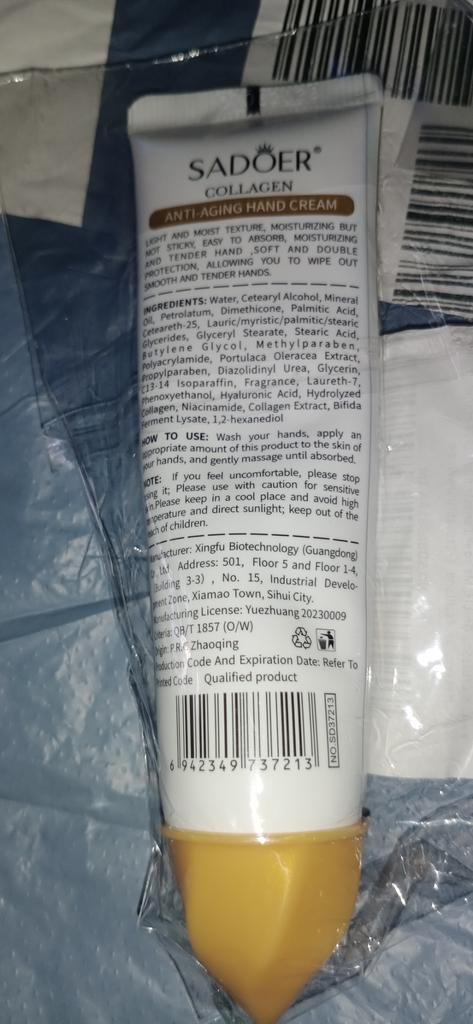 SADOER®
COLLAGEN
ANTI-AGING HAND CREAM
LIGHT AND MOIST TEXTURE, MOISTURIZING BUT
NOT STICKY, EASY TO ABSORB, MOISTURIZING
AND TENDER HAND ,SOFT AND DOUBLE
PROTECTION, ALLOWING YOU TO WIPE OUT
SMOOTH AND TENDER HANDS.
INGREDIENTS: Water, Cetearyl Alcohol, Mineral
Oil, Petrolatum, Dimethicone, Palmitic Acid,
Ceteareth-25, Lauric/myristic/palmitic/stearic
Glycerides, Glyceryl Stearate, Stearic Acid,
Butylene Glycol, Methylparaben,
Polyacrylamide, Portulaca Oleracea Extract,
Propylparaben, Diazolidinyl Urea, Glycerin,
C13-14 Isoparaffin, Fragrance, Laureth-7,
Phenoxyethanol, Hyaluronic Acid, Hydrolyzed
Collagen, Niacinamide, Collagen Extract, Bifida
Ferment Lysate, 1,2-hexanediol
HOW TO USE: Wash your hands, apply an
appropriate amount of this product to the skin of
your hands, and gently massage until absorbed.
NOTE: If you feel uncomfortable, please stop
using it; Please use with caution for sensitive
skin.Please keep in a cool place and avoid high
temperature and direct sunlight; keep out of the
reach of children.
Manufacturer: Xingfu Biotechnology (Guangdong)
Co Ltd Address: 501, Floor 5 and Floor 1-4,
(Building 3-3) , No. 15, Industrial Develo-
pment Zone, Xiamao Town, Sihui City.
Manufacturing License: Yuezhuang 20230009
Criteria: QB/T 1857 (O/W)
Origin: P.R.C Zhaoqing
Production Code And Expiration Date: Refer To
Printed Code Qualified product
6 942349 737213
NO.SD37213